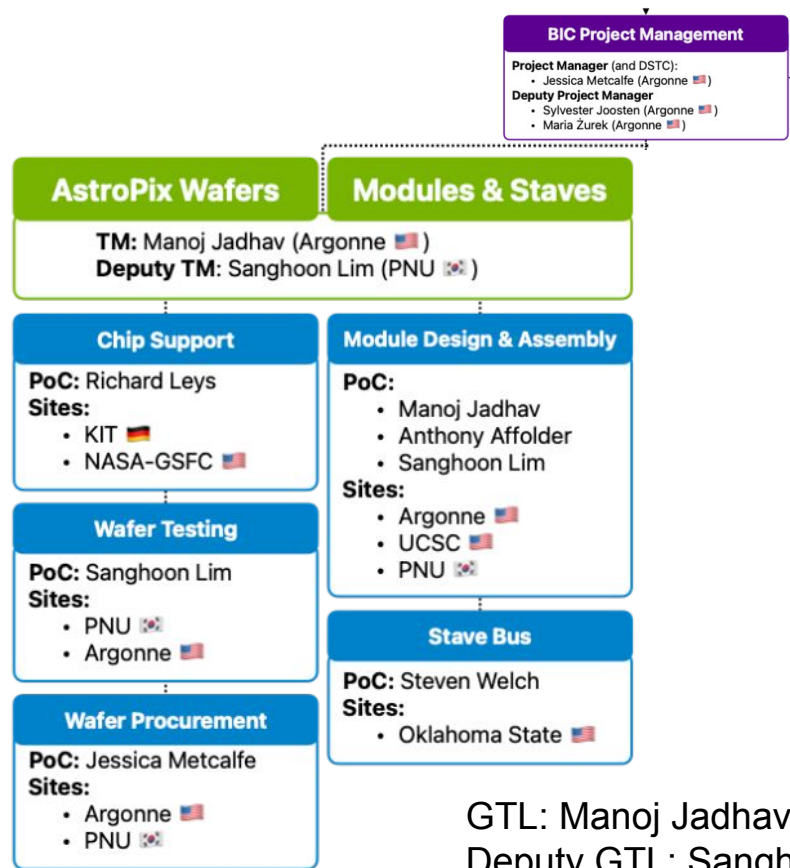 BIC Project Management
Project Manager (and DSTC):
• Jessica Metcalfe (Argonne 🇺🇸)
Deputy Project Manager
• Sylvester Joosten (Argonne 🇺🇸)
• Maria Żurek (Argonne 🇺🇸)
AstroPix Wafers
Modules & Staves
TM: Manoj Jadhav (Argonne 🇺🇸)
Deputy TM: Sanghoon Lim (PNU 🇰🇷)
Chip Support
PoC: Richard Leys
Sites:
• KIT 🇩🇪
• NASA-GSFC 🇺🇸
Wafer Testing
PoC: Sanghoon Lim
Sites:
• PNU 🇰🇷
• Argonne 🇺🇸
Wafer Procurement
PoC: Jessica Metcalfe
Sites:
• Argonne 🇺🇸
• PNU 🇰🇷
Module Design & Assembly
PoC:
• Manoj Jadhav
• Anthony Affolder
• Sanghoon Lim
Sites:
• Argonne 🇺🇸
• UCSC 🇺🇸
• PNU 🇰🇷
Stave Bus
PoC: Steven Welch
Sites:
• Oklahoma State 🇺🇸
GTL: Manoj Jadhav
Deputy GTL: Sangh